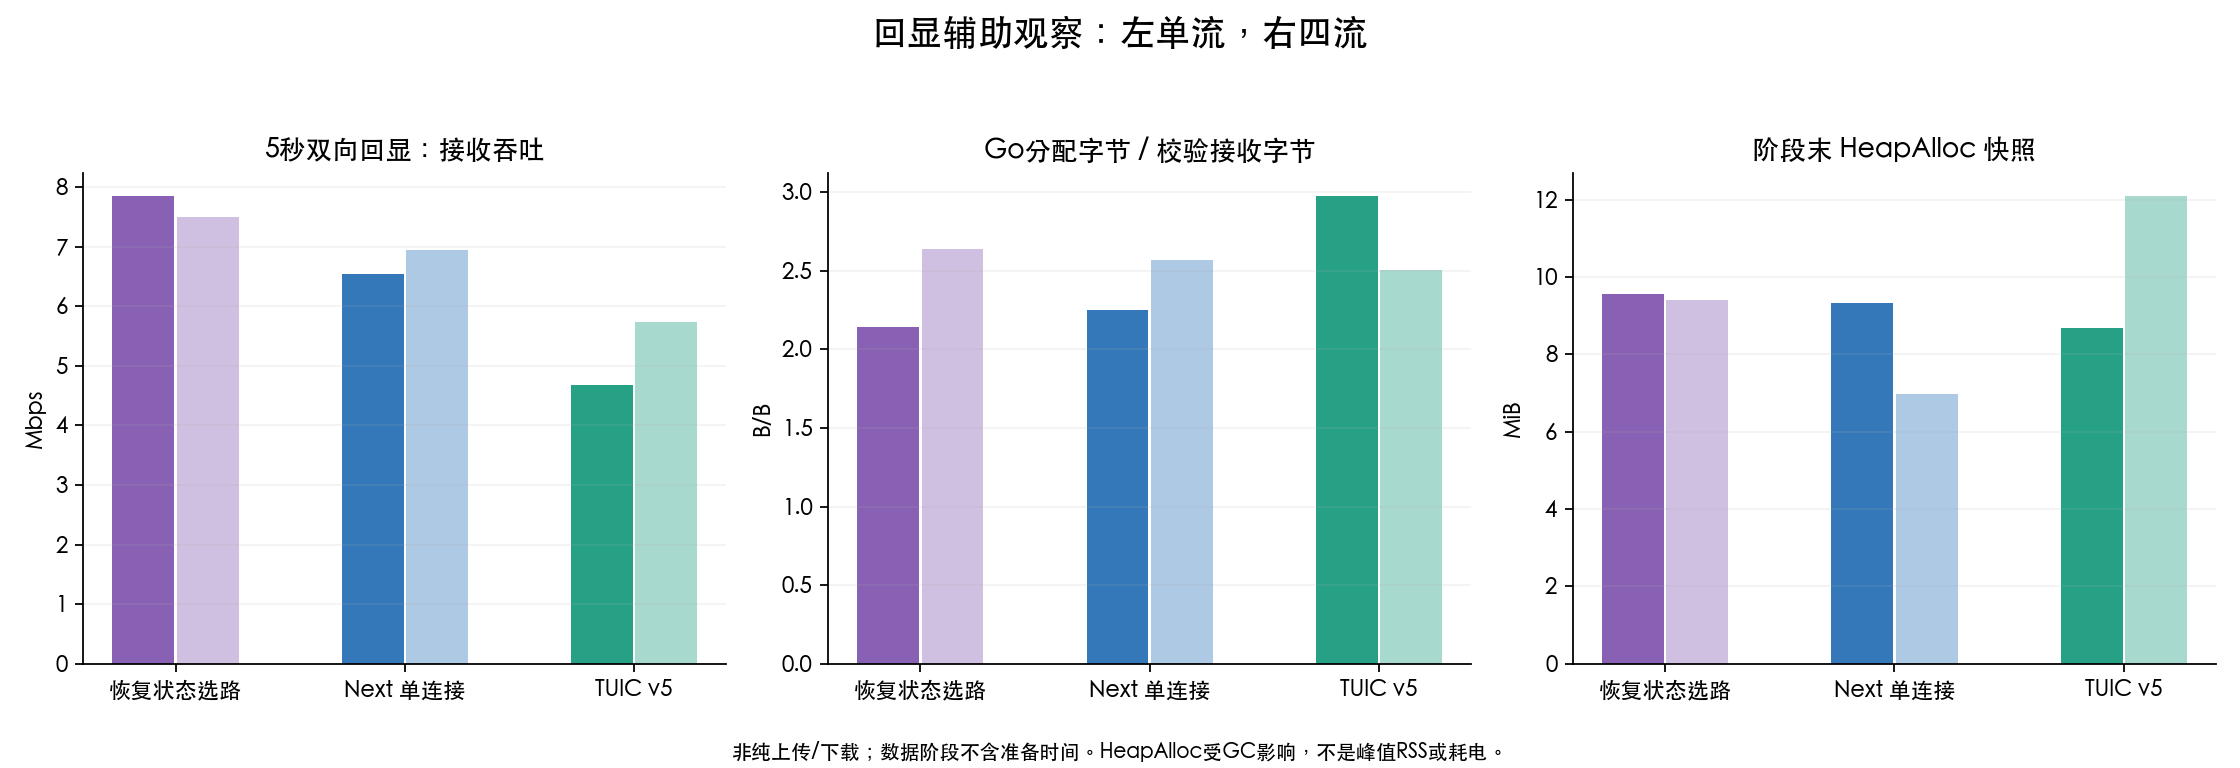 回显辅助观察：左单流，右四流
5秒双向回显：接收吞吐
Mbps
8
7
6
5
4
3
2
1
0
恢复状态选路
Next 单连接
TUIC v5
Go分配字节 / 校验接收字节
B/B
3.0
2.5
2.0
1.5
1.0
0.5
0.0
恢复状态选路
Next 单连接
TUIC v5
阶段末 HeapAlloc 快照
MiB
12
10
8
6
4
2
0
恢复状态选路
Next 单连接
TUIC v5
非纯上传/下载；数据阶段不含准备时间。HeapAlloc受GC影响，不是峰值RSS或耗电。